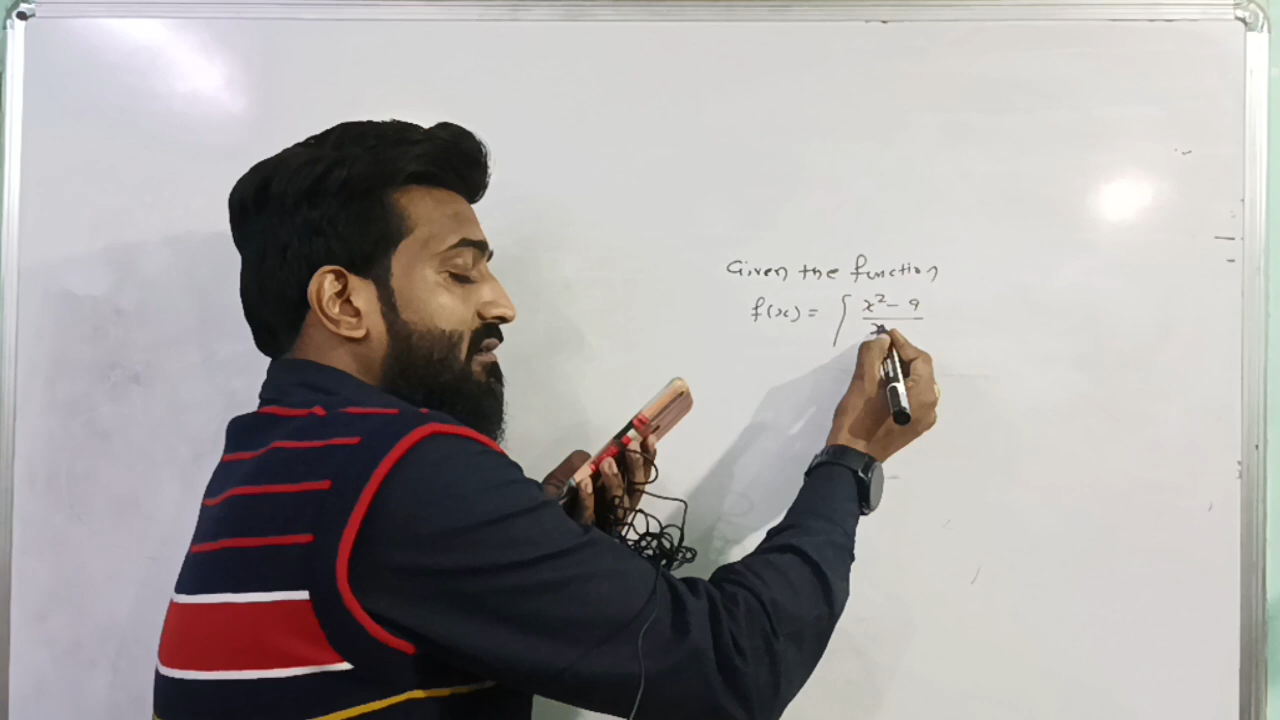 Given the function
f(x) = { x² - 9 / x